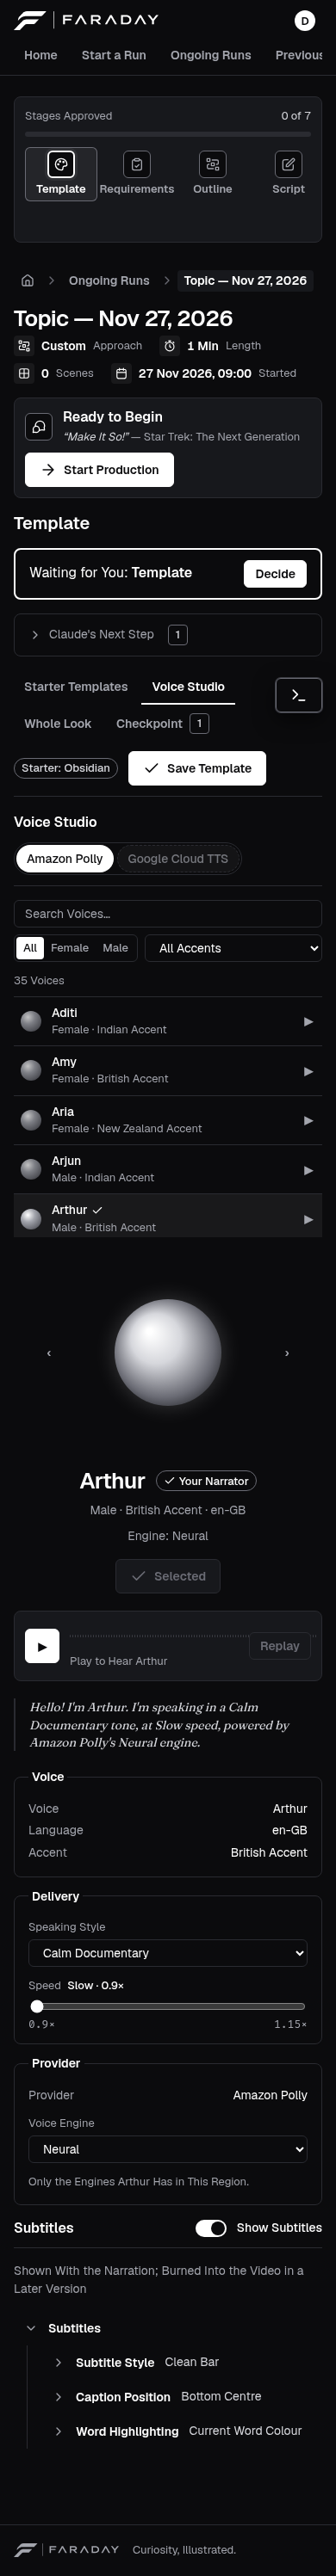 FARADAY
D
Home Start a Run Ongoing Runs Previous
Stages Approved 0 of 7
Template Requirements Outline Script
Ongoing Runs Topic — Nov 27, 2026
Topic — Nov 27, 2026
Custom Approach 1 Min Length
0 Scenes 27 Nov 2026, 09:00 Started
Ready to Begin
“Make It So!” — Star Trek: The Next Generation
Start Production
Template
Waiting for You: Template Decide
Claude's Next Step 1
Starter Templates Voice Studio
Whole Look Checkpoint 1
Starter: Obsidian Save Template
Voice Studio
Amazon Polly Google Cloud TTS
Search Voices...
All Female Male All Accents
35 Voices
Aditi
Female · Indian Accent
Amy
Female · British Accent
Aria
Female · New Zealand Accent
Arjun
Male · Indian Accent
Arthur
Male · British Accent
Arthur Your Narrator
Male · British Accent · en-GB
Engine: Neural
Selected
Replay
Play to Hear Arthur
Hello! I'm Arthur. I'm speaking in a Calm
Documentary tone, at Slow speed, powered by
Amazon Polly's Neural engine.
Voice
Voice Arthur
Language en-GB
Accent British Accent
Delivery
Speaking Style
Calm Documentary
Speed Slow · 0.9×
0.9× 1.15×
Provider
Provider Amazon Polly
Voice Engine
Neural
Only the Engines Arthur Has in This Region.
Subtitles Show Subtitles
Shown With the Narration; Burned Into the Video in a
Later Version
Subtitles
Subtitle Style Clean Bar
Caption Position Bottom Centre
Word Highlighting Current Word Colour
FARADAY Curiosity, Illustrated.